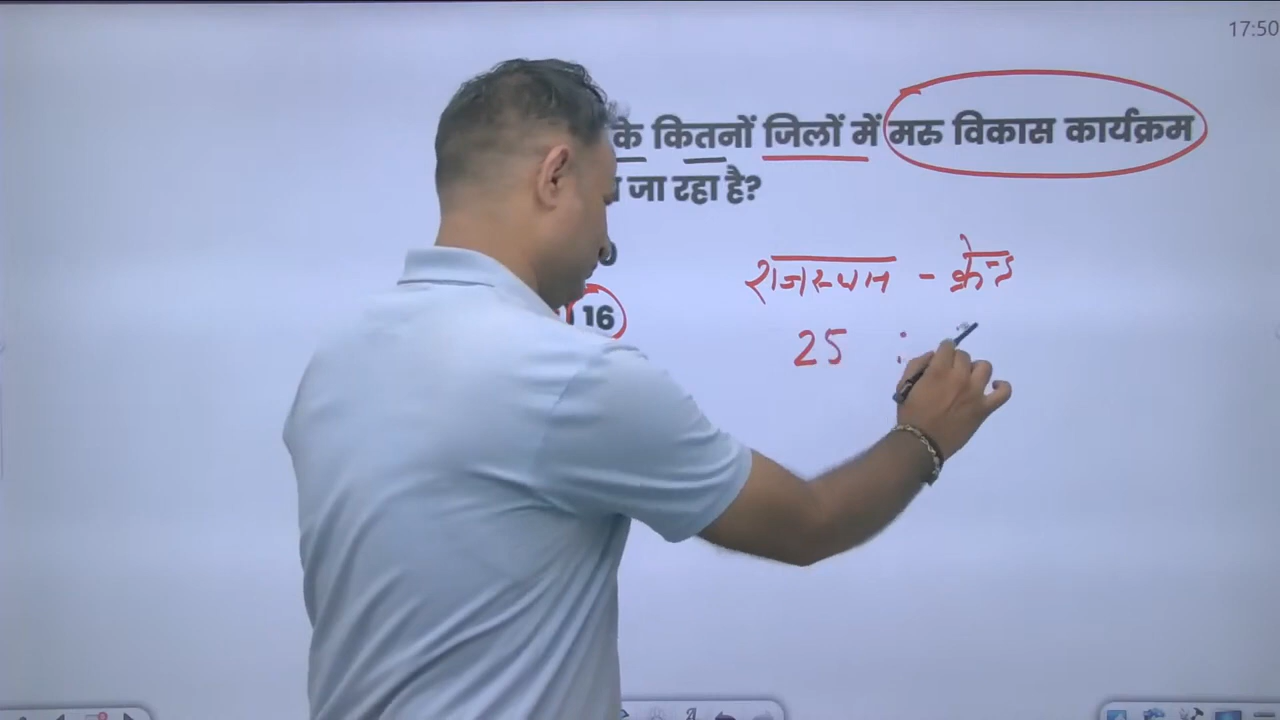 17:50
के कितनों जिलों में मरु विकास कार्यक्रम
जा रहा है?
16
राजस्थान - केन्द्र
25 :